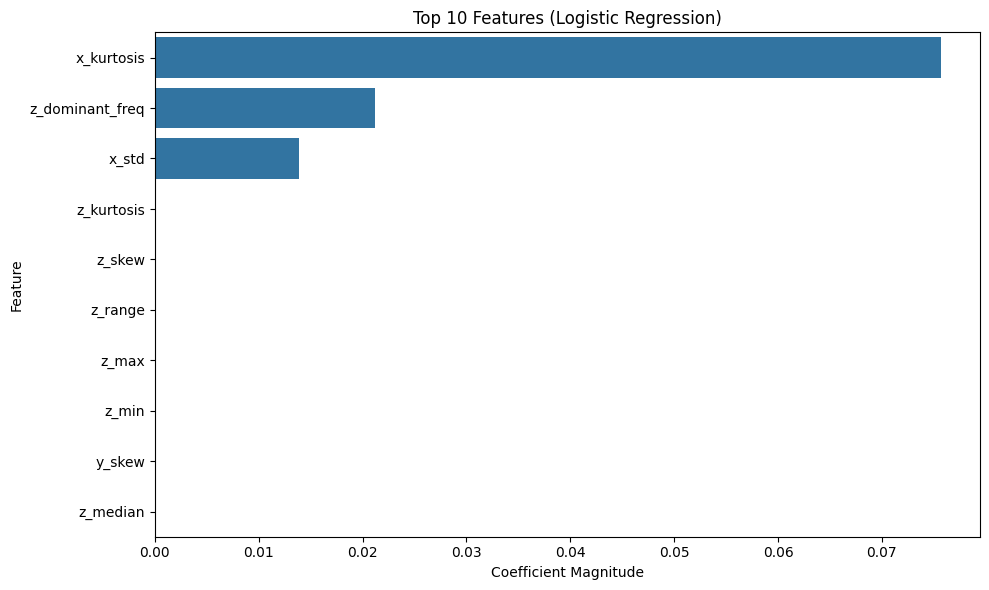 Top 10 Features (Logistic Regression)
x_kurtosis
z_dominant_freq
x_std
z_kurtosis
z_skew
z_range
z_max
z_min
y_skew
z_median
Feature
0.00 0.01 0.02 0.03 0.04 0.05 0.06 0.07
Coefficient Magnitude